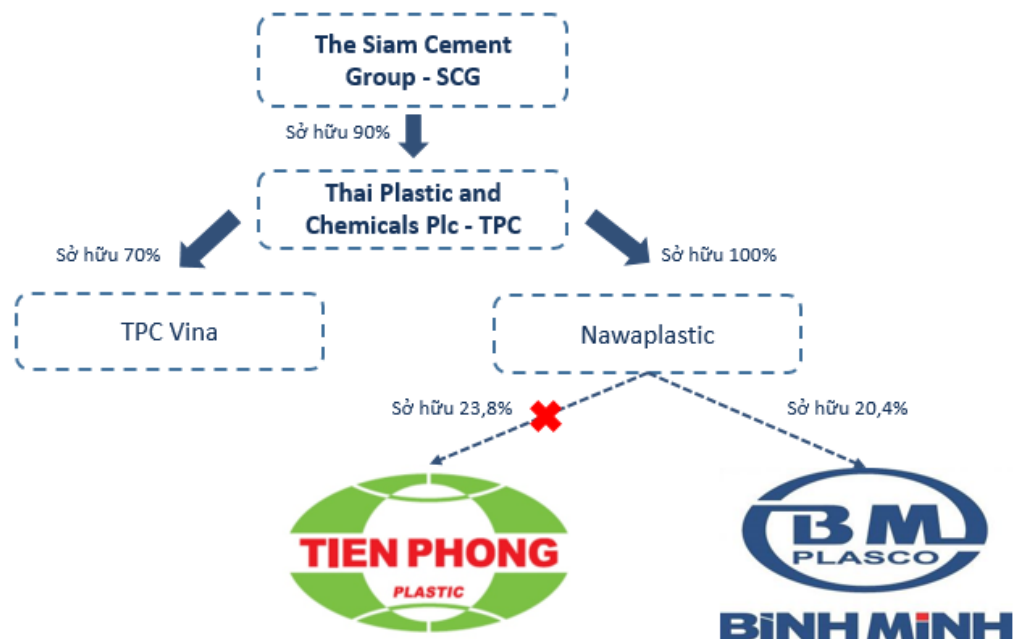 The Siam Cement
Group - SCG
Sở hữu 90%
Thai Plastic and
Chemicals Plc - TPC
Sở hữu 70%
Sở hữu 100%
TPC Vina
Nawaplastic
Sở hữu 23,8%
Sở hữu 20,4%
TIEN PHONG
PLASTIC
BM
PLASCO
BÌNH MINH